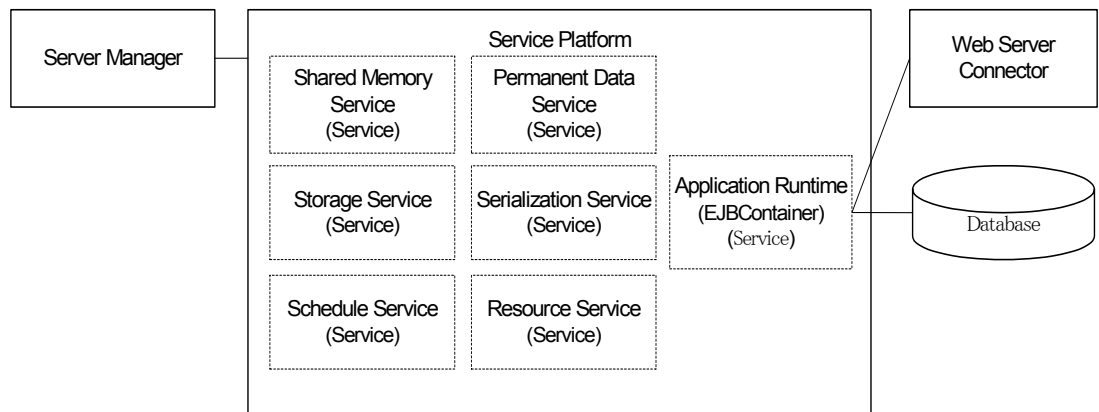 Server Manager
Service Platform
Shared Memory
Service
(Service)
Permanent Data
Service
(Service)
Storage Service
(Service)
Serialization Service
(Service)
Schedule Service
(Service)
Resource Service
(Service)
Application Runtime
(EJBContainer)
(Service)
Web Server
Connector
Database